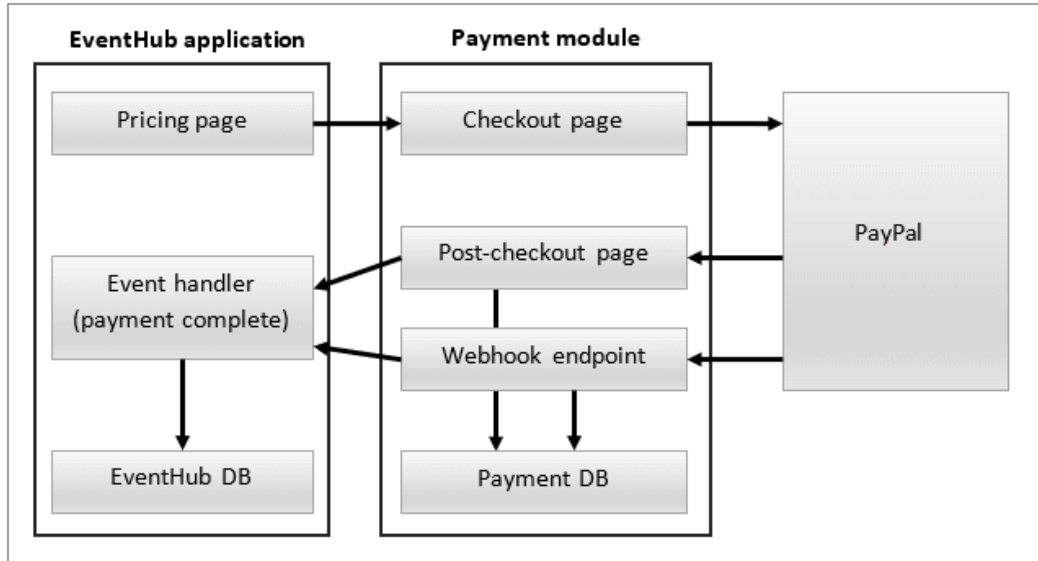 EventHub application
Payment module
Pricing page
Checkout page
PayPal
Post-checkout page
Event handler
(payment complete)
Webhook endpoint
EventHub DB
Payment DB